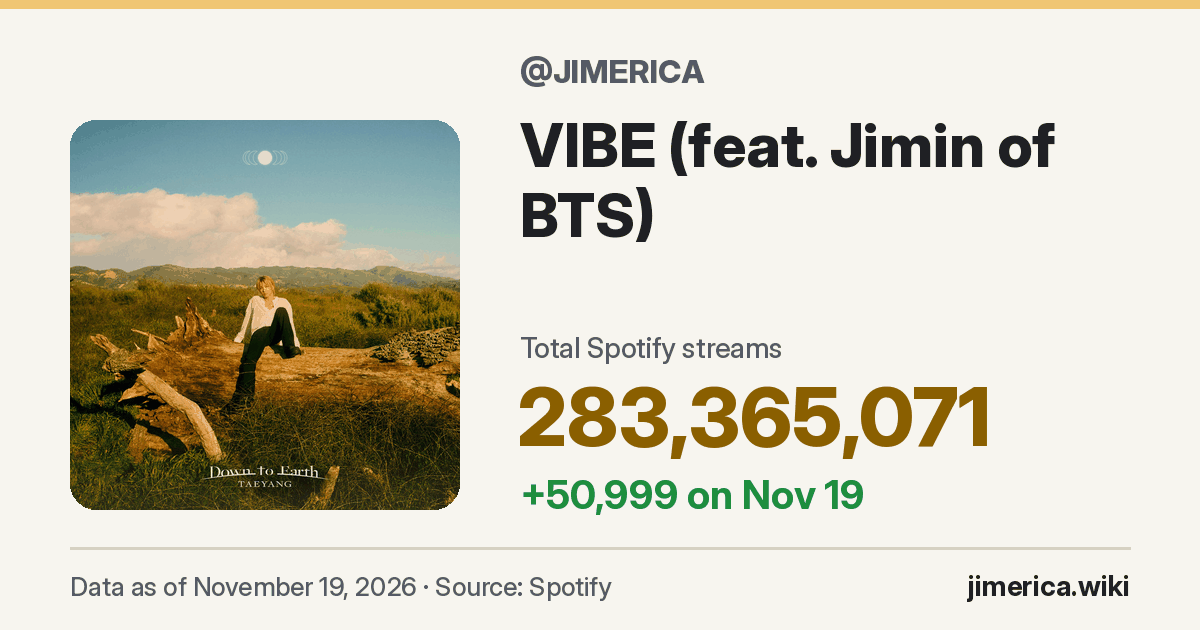 @JIMERICA
VIBE (feat. Jimin of
BTS)
Total Spotify streams
283,365,071
+50,999 on Nov 19
Down to Earth
TAEYANG
Data as of November 19, 2026 · Source: Spotify
jimerica.wiki